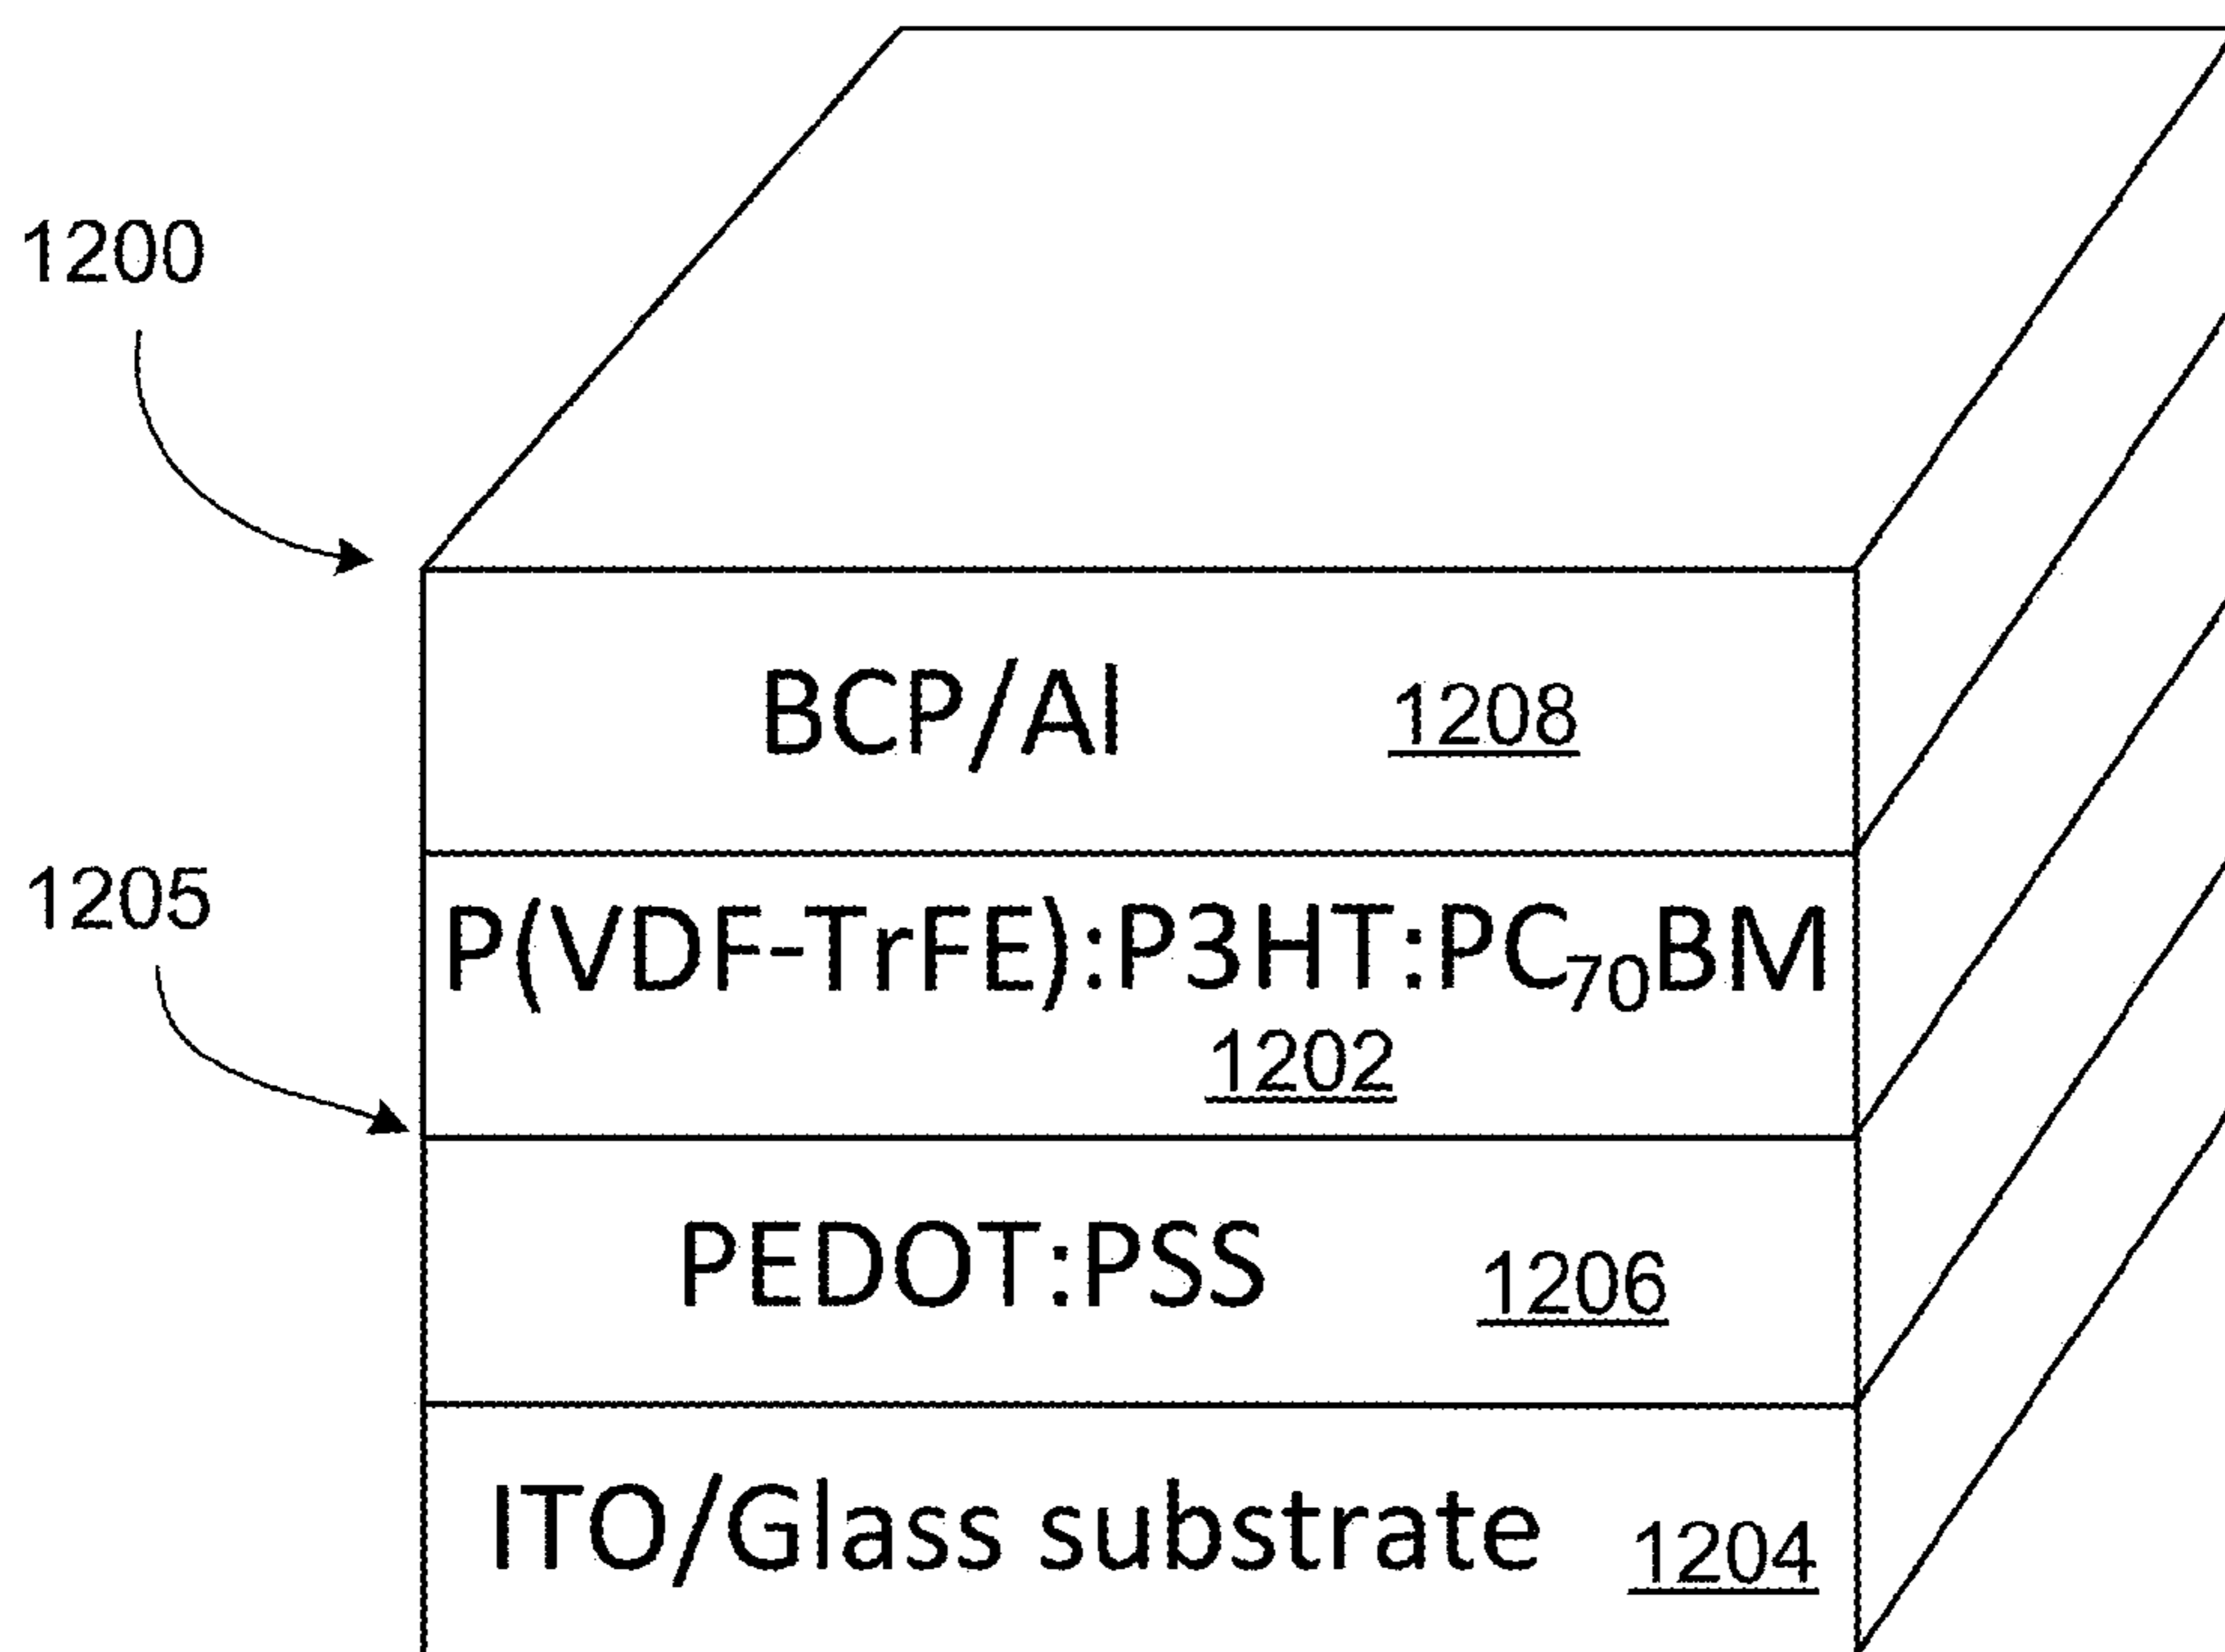 1200
BCP/Al 1208
1205
P(VDF-TrFE):P3HT:PC₇₀BM
1202
PEDOT:PSS 1206
ITO/Glass substrate 1204